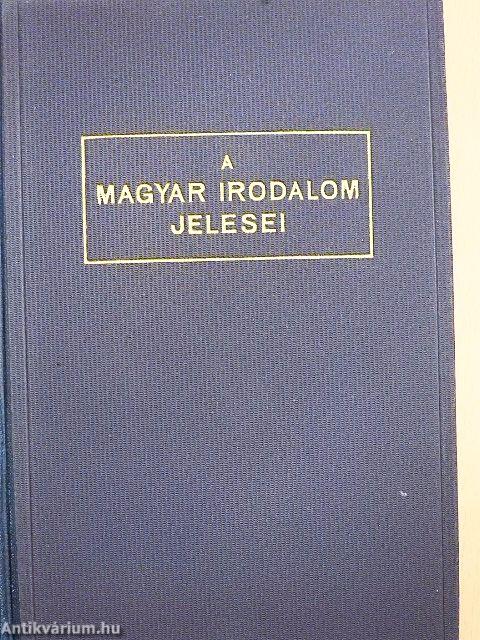 A
MAGYAR IRODALOM
JELESEI
Antikvárium.hu